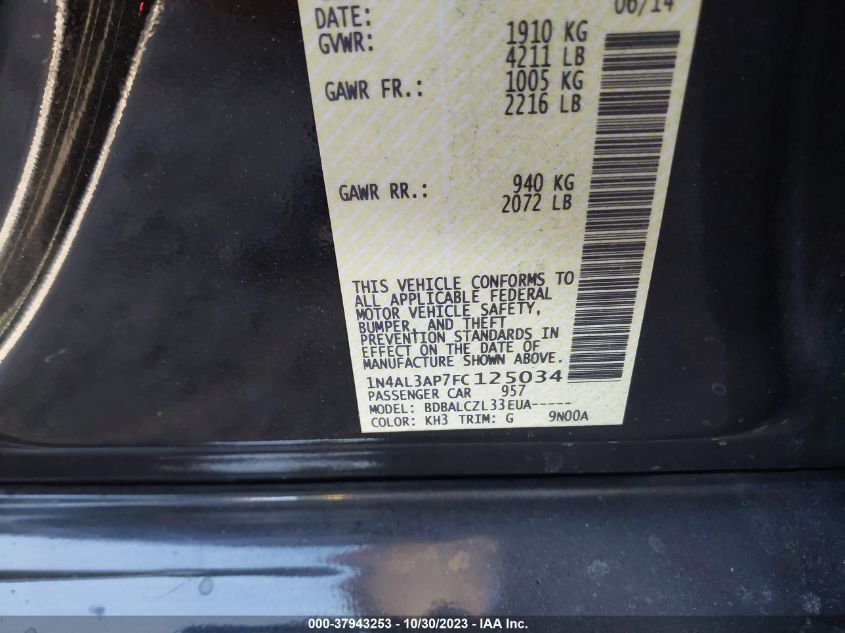 DATE: 06/14
GVWR: 1910 KG
4211 LB
GAWR FR.: 1005 KG
2216 LB
GAWR RR.: 940 KG
2072 LB
THIS VEHICLE CONFORMS TO
ALL APPLICABLE FEDERAL
MOTOR VEHICLE SAFETY,
BUMPER, AND THEFT
PREVENTION STANDARDS IN
EFFECT ON THE DATE OF
MANUFACTURE SHOWN ABOVE.
1N4AL3AP7FC125034
PASSENGER CAR 957
MODEL: BDBALCZL33EUA-----
COLOR: KH3 TRIM: G 9N00A
000-37943253 - 10/30/2023 - IAA Inc.